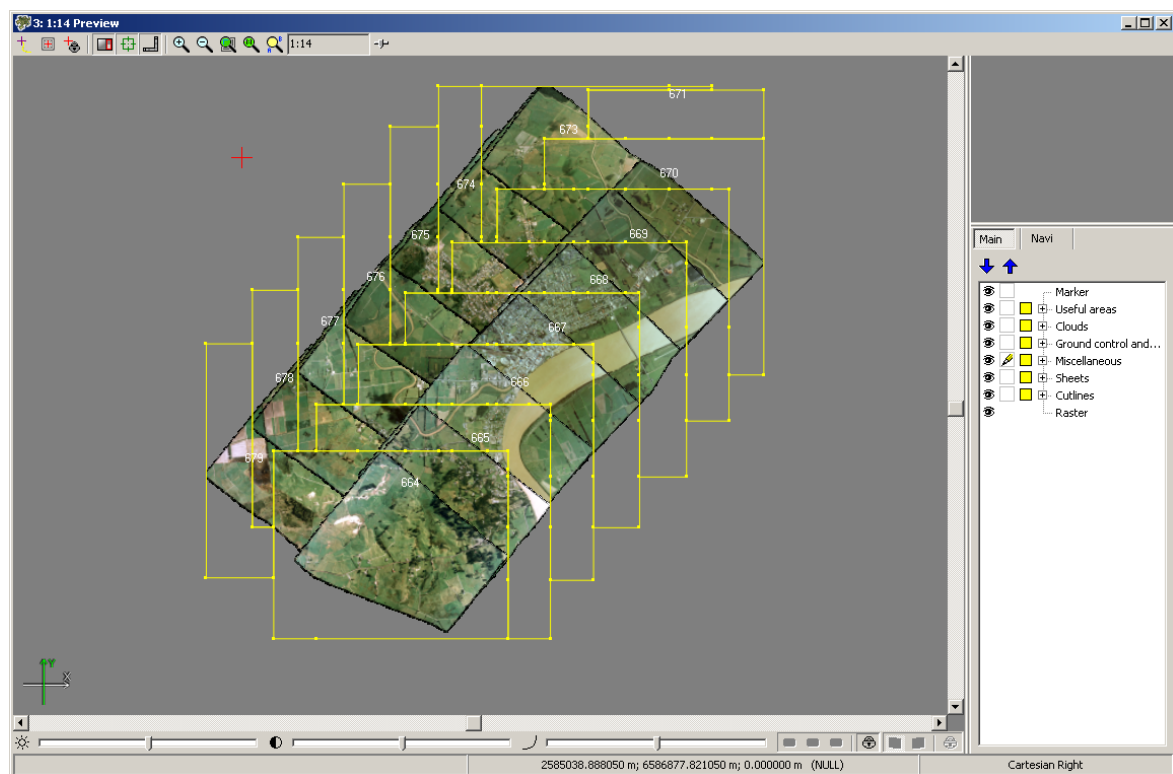 3: 1:14 Preview
1:14
671
673
670
674
675
669
676
668
677
667
678
666
679
665
664
Y
X
Main
Navi
Marker
Useful areas
Clouds
Ground control and...
Miscellaneous
Sheets
Cutlines
Raster
2585038.888050 m; 6586877.821050 m; 0.000000 m (NULL)
Cartesian Right